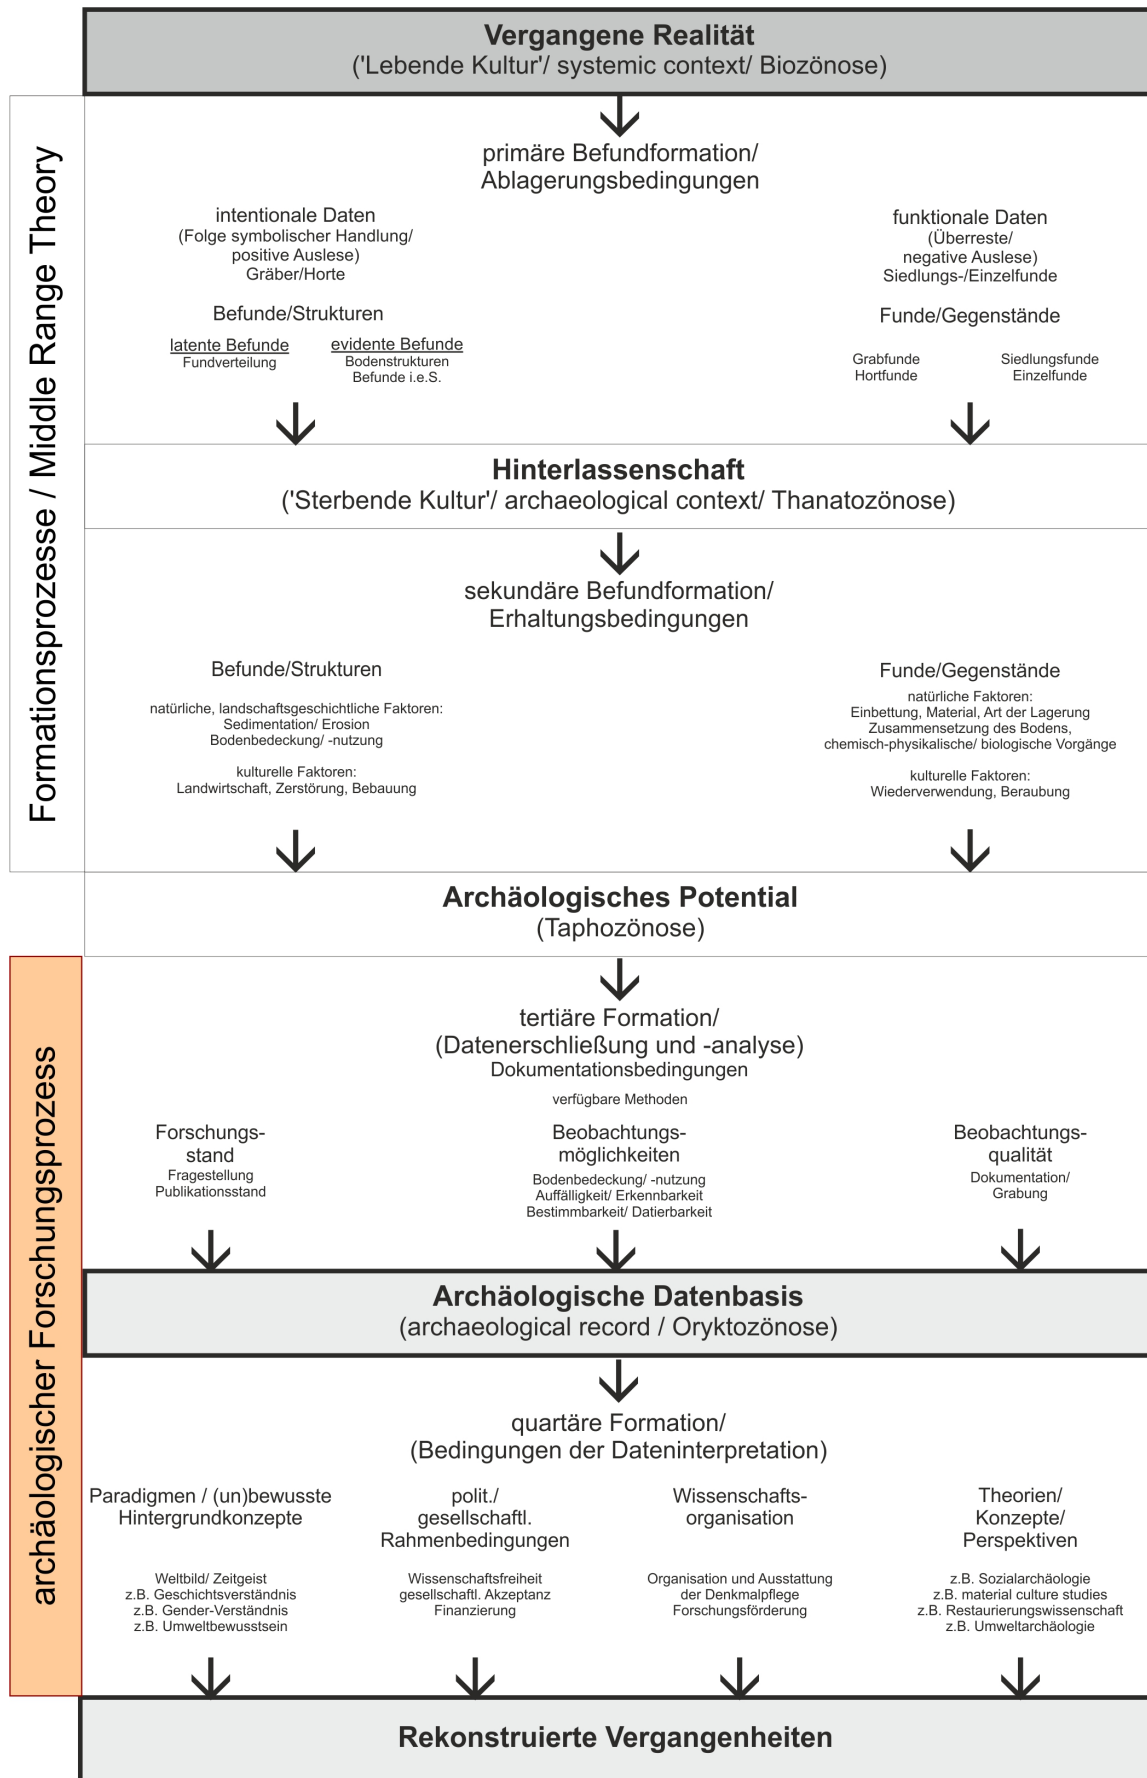 Vergangene Realität
('Lebende Kultur'/ systemic context/ Biozönose)
Formationsprozesse / Middle Range Theory
primäre Befundformation/
Ablagerungsbedingungen
intentionale Daten
(Folge symbolischer Handlung/
positive Auslese)
Gräber/Horte
Befunde/Strukturen
latente Befunde
Fundverteilung
evidente Befunde
Bodenstrukturen
Befunde i.e.S.
funktionale Daten
(Überreste/
negative Auslese)
Siedlungs-/Einzelfunde
Funde/Gegenstände
Grabfunde
Hortfunde
Siedlungsfunde
Einzelfunde
Hinterlassenschaft
('Sterbende Kultur'/ archaeological context/ Thanatozönose)
sekundäre Befundformation/
Erhaltungsbedingungen
Befunde/Strukturen
natürliche, landschaftsgeschichtliche Faktoren:
Sedimentation/ Erosion
Bodenbedeckung/ -nutzung
kulturelle Faktoren:
Landwirtschaft, Zerstörung, Bebauung
Funde/Gegenstände
natürliche Faktoren:
Einbettung, Material, Art der Lagerung
Zusammensetzung des Bodens,
chemisch-physikalische/ biologische Vorgänge
kulturelle Faktoren:
Wiederverwendung, Beraubung
Archäologisches Potential
(Taphozönose)
archäologischer Forschungsprozess
tertiäre Formation/
(Datenerschließung und -analyse)
Dokumentationsbedingungen
verfügbare Methoden
Forschungs-
stand
Fragestellung
Publikationsstand
Beobachtungs-
möglichkeiten
Bodenbedeckung/ -nutzung
Auffälligkeit/ Erkennbarkeit
Bestimmbarkeit/ Datierbarkeit
Beobachtungs-
qualität
Dokumentation/
Grabung
Archäologische Datenbasis
(archaeological record / Oryktozönose)
quartäre Formation/
(Bedingungen der Dateninterpretation)
Paradigmen / (un)bewusste
Hintergrundkonzepte
Weltbild/ Zeitgeist
z.B. Geschichtsverständnis
z.B. Gender-Verständnis
z.B. Umweltbewusstsein
polit./
gesellschaftl.
Rahmenbedingungen
Wissenschaftsfreiheit
gesellschaftl. Akzeptanz
Finanzierung
Wissenschafts-
organisation
Organisation und Ausstattung
der Denkmalpflege
Forschungsförderung
Theorien/
Konzepte/
Perspektiven
z.B. Sozialarchäologie
z.B. material culture studies
z.B. Restaurierungswissenschaft
z.B. Umweltarchäologie
Rekonstruierte Vergangenheiten